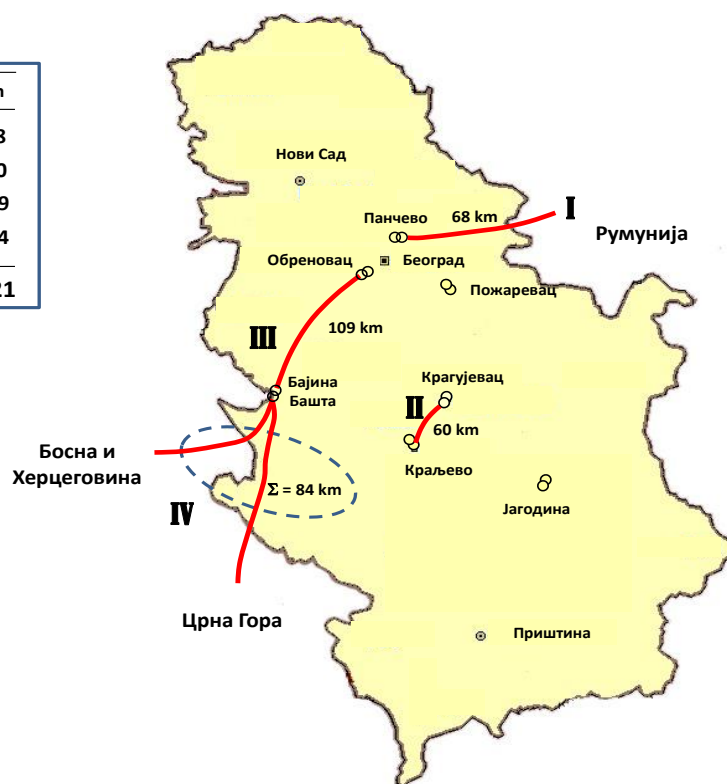 Нови Сад
Панчево
68 km
I
Румунија
Обреновац
Београд
Пожаревац
109 km
III
Бајина
Башта
Крагујевац
II
60 km
Краљево
Босна и
Херцеговина
Σ = 84 km
IV
Јагодина
Црна Гора
Приштина